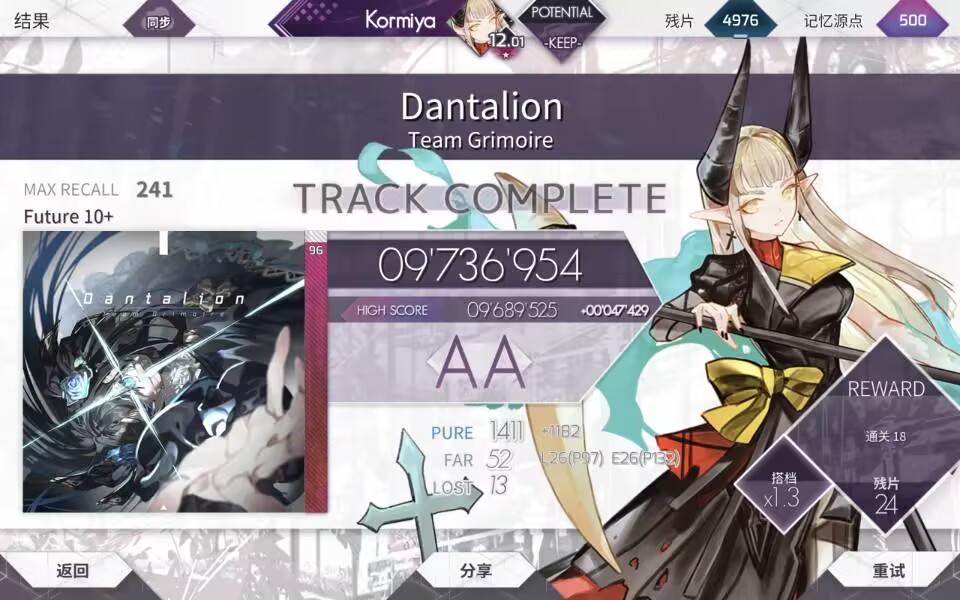 结果
同步
Kormiya
12.01
POTENTIAL
-KEEP-
残片
4976
记忆源点
500
Dantalion
Team Grimoire
MAX RECALL 241
TRACK COMPLETE
Future 10+
96
Dantalion
Team Grimoire
09'736'954
HIGH SCORE 09'689'525 +00'047'429
AA
PURE 1411 +1182
FAR 52 L26(P97) E26(P132)
LOST 13
REWARD
通关 18
搭档
x1.3
残片
24
返回
分享
重试